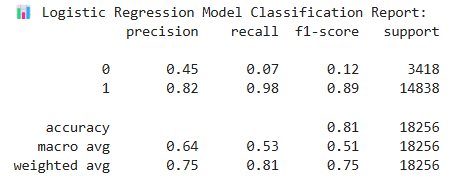 📊 Logistic Regression Model Classification Report:
precision recall f1-score support
0 0.45 0.07 0.12 3418
1 0.82 0.98 0.89 14838
accuracy 0.81 18256
macro avg 0.64 0.53 0.51 18256
weighted avg 0.75 0.81 0.75 18256